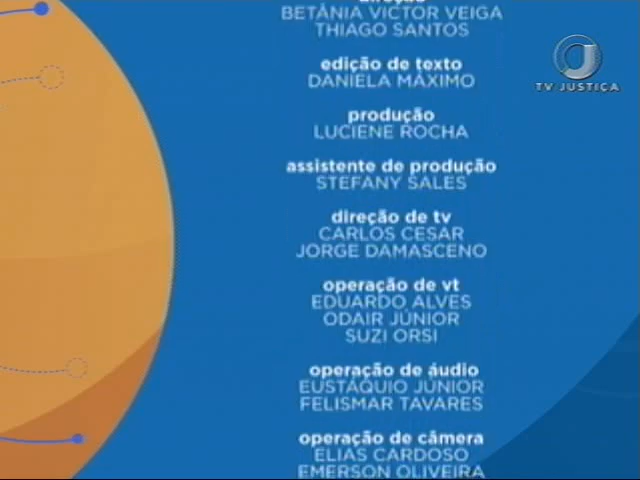 direção
BETÂNIA VICTOR VEIGA
THIAGO SANTOS
edição de texto
DANIELA MÁXIMO
produção
LUCIENE ROCHA
assistente de produção
STEFANY SALES
direção de tv
CARLOS CESAR
JORGE DAMASCENO
operação de vt
EDUARDO ALVES
ODAIR JÚNIOR
SUZI ORSI
operação de áudio
EUSTÁQUIO JÚNIOR
FELISMAR TAVARES
operação de câmera
ELIAS CARDOSO
EMERSON OLIVEIRA
TV JUSTIÇA